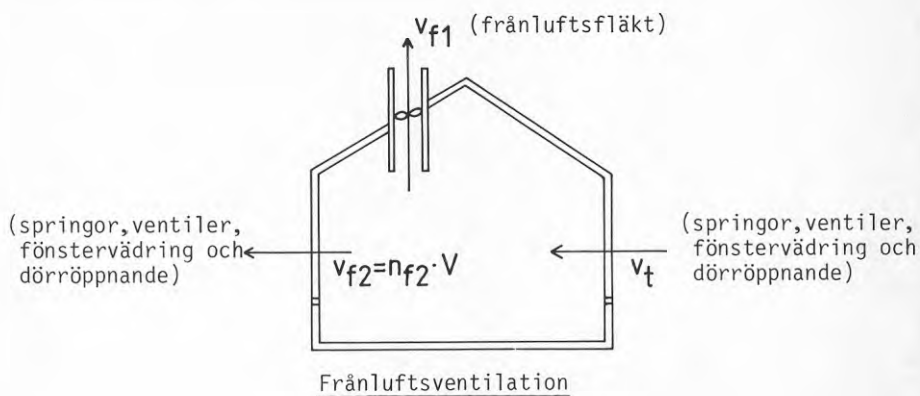 v_f1 (frånluftsfläkt)
(springor,ventiler,
fönstervädring och
dörröppnande)
v_f2=n_f2·V
v_t
(springor,ventiler,
fönstervädring och
dörröppnande)
Frånluftsventilation